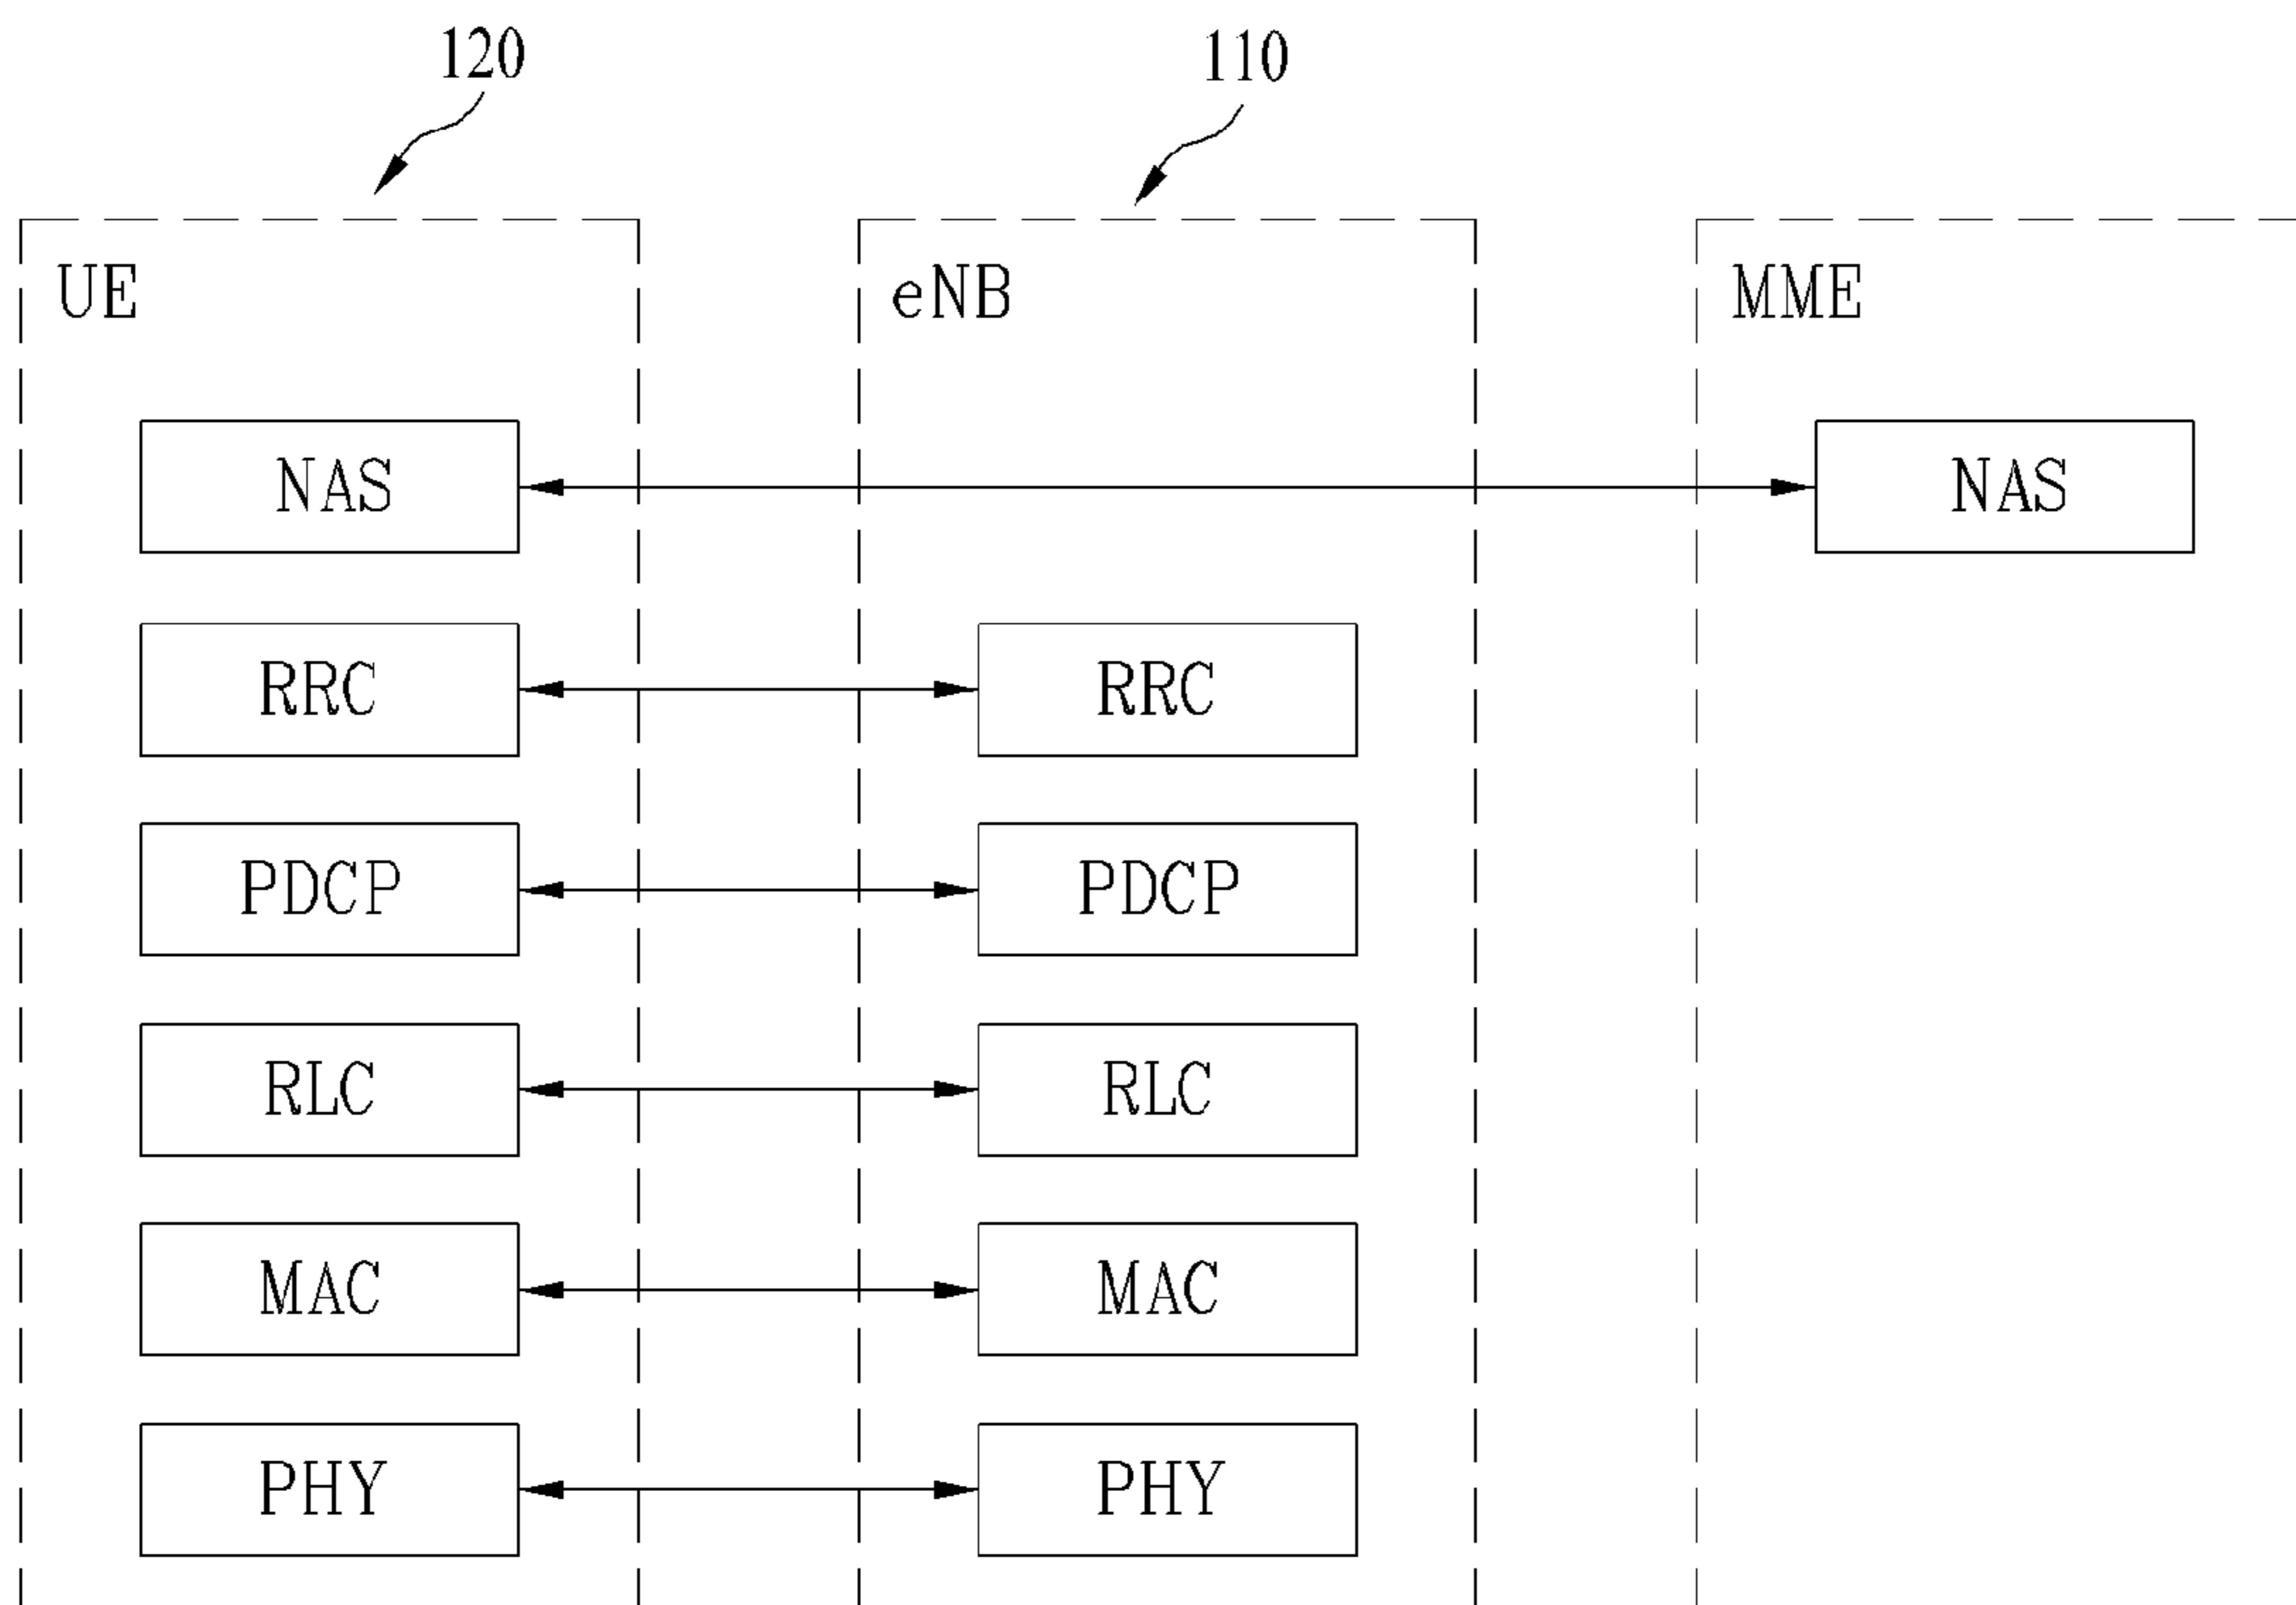 120 110
UE eNB MME
NAS NAS
RRC RRC
PDCP PDCP
RLC RLC
MAC MAC
PHY PHY